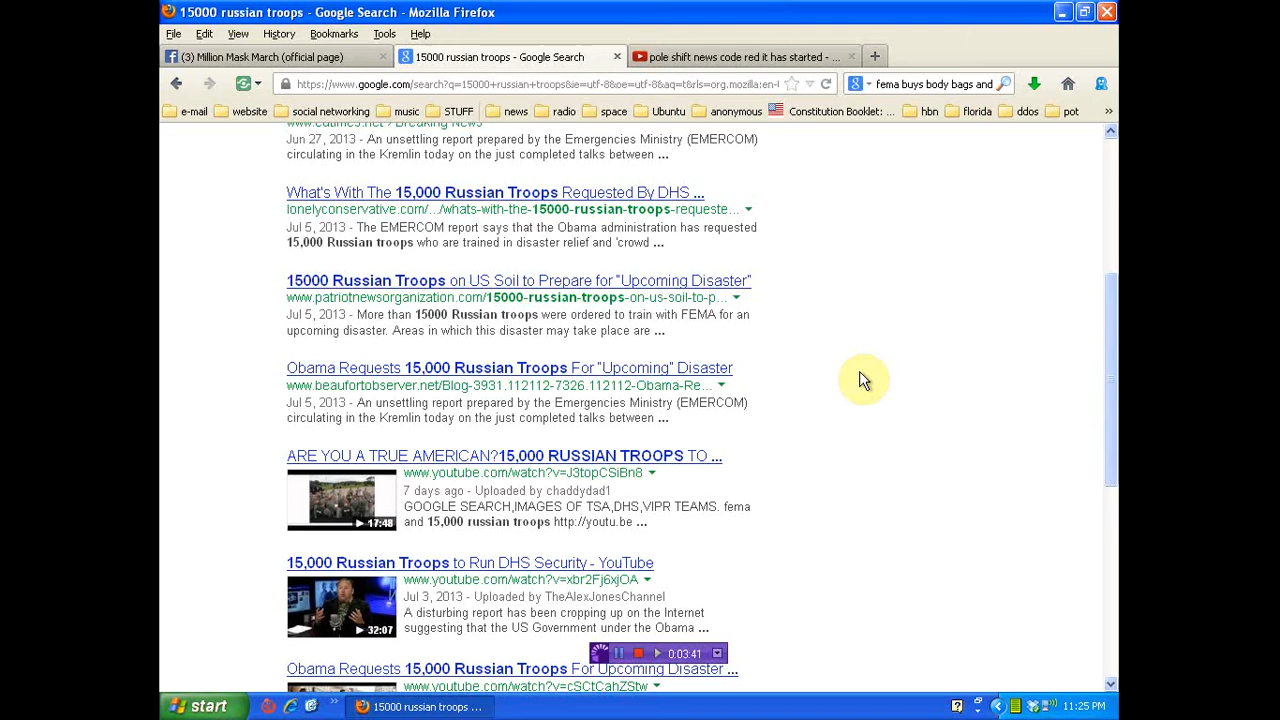 15000 russian troops - Google Search - Mozilla Firefox
File Edit View History Bookmarks Tools Help
(3) Million Mask March (official page)
15000 russian troops - Google Search
pole shift news code red it has started - ...
https://www.google.com/search?q=15000+russian+troops&ie=utf-8&oe=utf-8&aq=t&rls=org.mozilla:en-
fema buys body bags and
e-mail website social networking music STUFF news radio space Ubuntu anonymous Constitution Booklet:... hbn florida ddos pot »
Jun 27, 2013 - An unsettling report prepared by the Emergencies Ministry (EMERCOM)
circulating in the Kremlin today on the just completed talks between ...
What's With The 15,000 Russian Troops Requested By DHS ...
lonelyconservative.com/.../whats-with-the-15000-russian-troops-requeste...
Jul 5, 2013 - The EMERCOM report says that the Obama administration has requested
15,000 Russian troops who are trained in disaster relief and 'crowd ...
15000 Russian Troops on US Soil to Prepare for "Upcoming Disaster"
www.patriotnewsorganization.com/15000-russian-troops-on-us-soil-to-p...
Jul 5, 2013 - More than 15000 Russian troops were ordered to train with FEMA for an
upcoming disaster. Areas in which this disaster may take place are ...
Obama Requests 15,000 Russian Troops For "Upcoming" Disaster
www.beaufortobserver.net/Blog-3931.112112-7326.112112-Obama-Re...
Jul 5, 2013 - An unsettling report prepared by the Emergencies Ministry (EMERCOM)
circulating in the Kremlin today on the just completed talks between ...
ARE YOU A TRUE AMERICAN?15,000 RUSSIAN TROOPS TO ...
www.youtube.com/watch?v=J3topCSiBn8
7 days ago - Uploaded by chaddydad1
GOOGLE SEARCH,IMAGES OF TSA,DHS,VIPR TEAMS. fema
and 15,000 russian troops http://youtu.be ...
17:48
15,000 Russian Troops to Run DHS Security - YouTube
www.youtube.com/watch?v=xbr2Fj6xjOA
Jul 3, 2013 - Uploaded by TheAlexJonesChannel
A disturbing report has been cropping up on the Internet
suggesting that the US Government under the Obama ...
32:07
0:03:41
Obama Requests 15,000 Russian Troops For Upcoming Disaster ...
www.youtube.com/watch?v=cSCtCahZStw
start
»
15000 russian troops ...
11:25 PM